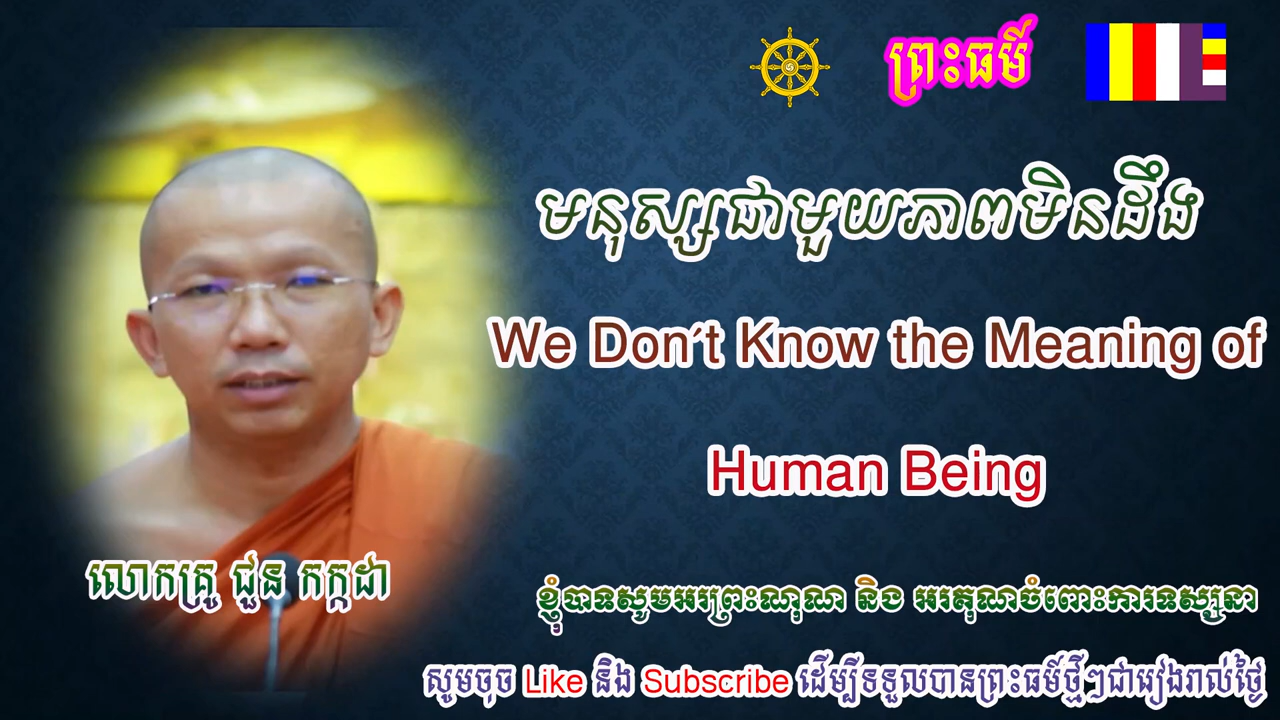 ព្រះធម៌
មនុស្សជាមួយភាពមិនដឹង
We Don't Know the Meaning of
Human Being
លោកគ្រូ ជួន កក្កដា
ខ្ញុំបាទសូមអរព្រះគុណ និង អរគុណចំពោះការទស្សនា
សូមចុច Like និង Subscribe ដើម្បីទទួលបានព្រះធម៌ថ្មីៗជារៀងរាល់ថ្ងៃ